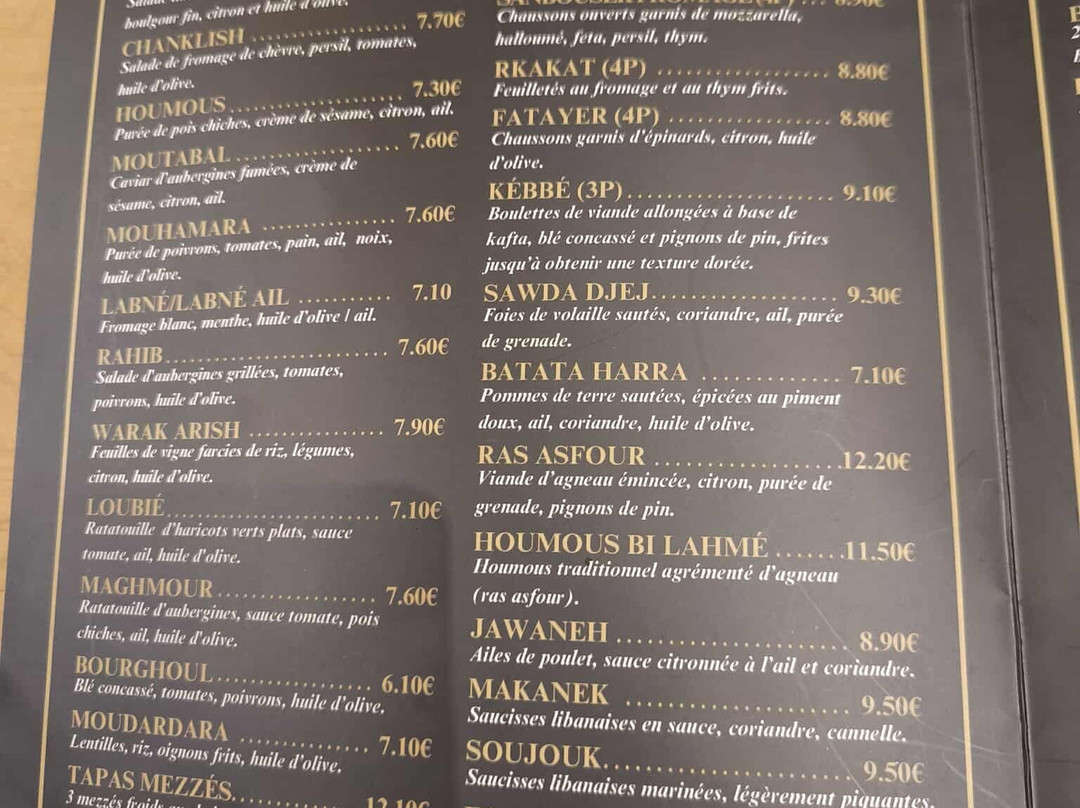 boulgour fin, citron et huile d'olive.
7.70€
CHANKLISH
Salade de fromage de chèvre, persil, tomates,
huile d'olive.
HOUMOUS 7.30€
Purée de pois chiches, crème de sésame, citron, ail.
MOUTABAL 7.60€
Caviar d'aubergines fumées, crème de
sésame, citron, ail.
MOUHAMARA 7.60€
Purée de poivrons, tomates, pain, ail, noix,
huile d'olive.
LABNÉ/LABNÉ AIL 7.10
Fromage blanc, menthe, huile d'olive / ail.
RAHIB 7.60€
Salade d'aubergines grillées, tomates,
poivrons, huile d'olive.
WARAK ARISH 7.90€
Feuilles de vigne farcies de riz, légumes,
citron, huile d'olive.
LOUBIÉ 7.10€
Ratatouille d'haricots verts plats, sauce
tomate, ail, huile d'olive.
MAGHMOUR 7.60€
Ratatouille d'aubergines, sauce tomate, pois
chiches, ail, huile d'olive.
BOURGHOUL 6.10€
Blé concassé, tomates, poivrons, huile d'olive,
MOUDARDARA 7.10€
Lentilles, riz, oignons frits, huile d'olive.
TAPAS MEZZÉS 12.10€
3 mezzés froids
Chaussons ouverts garnis de mozzarella,
halloumé, feta, persil, thym.
RKAKAT (4P) 8.80€
Feuilletés au fromage et au thym frits.
FATAYER (4P) 8.80€
Chaussons garnis d'épinards, citron, huile
d'olive.
KÉBBÉ (3P) 9.10€
Boulettes de viande allongées à base de
kafta, blé concassé et pignons de pin, frites
jusqu'à obtenir une texture dorée.
SAWDA DJEJ 9.30€
Foies de volaille sautés, coriandre, ail, purée
de grenade.
BATATA HARRA 7.10€
Pommes de terre sautées, épicées au piment
doux, ail, coriandre, huile d'olive.
RAS ASFOUR 12.20€
Viande d'agneau émincée, citron, purée de
grenade, pignons de pin.
HOUMOUS BI LAHMÉ 11.50€
Houmous traditionnel agrémenté d'agneau
(ras asfour).
JAWANEH 8.90€
Ailes de poulet, sauce citronnée à l'ail et coriandre.
MAKANEK 9.50€
Saucisses libanaises en sauce, coriandre, cannelle.
SOUJOUK 9.50€
Saucisses libanaises marinées, légèrement piquantes.